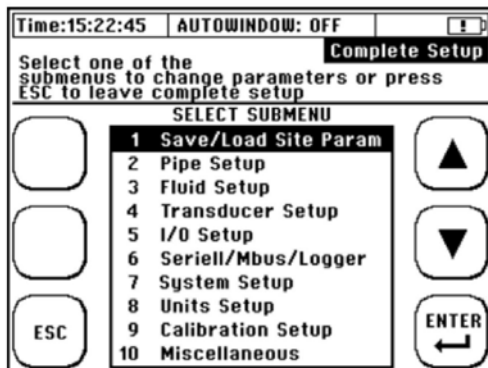 Time:15:22:45 AUTOWINDOW: OFF !
Complete Setup
Select one of the
submenus to change parameters or press
ESC to leave complete setup
SELECT SUBMENU
1 Save/Load Site Param
2 Pipe Setup
3 Fluid Setup
4 Transducer Setup
5 I/O Setup
6 Seriell/Mbus/Logger
7 System Setup
8 Units Setup
9 Calibration Setup
10 Miscellaneous
ESC
ENTER